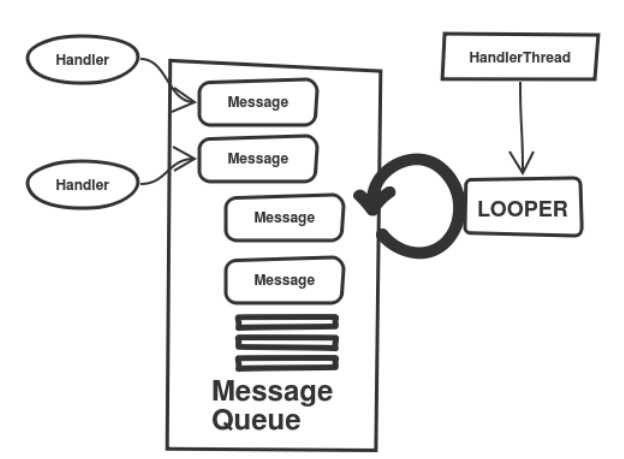 Handler
Message
Message
Handler
Message
Message
Message
Queue
HandlerThread
LOOPER